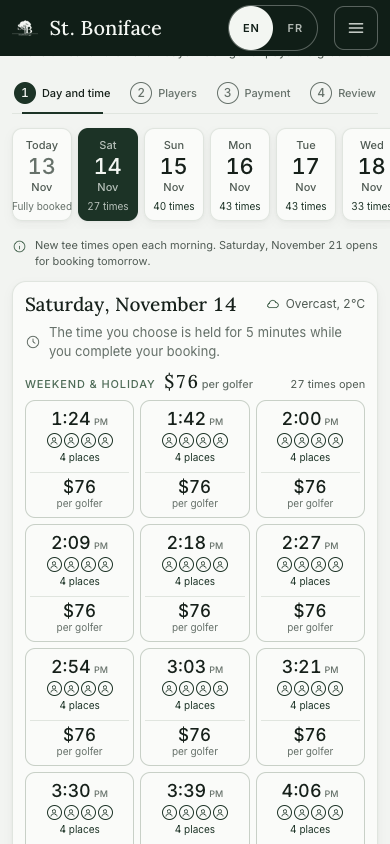 St. Boniface
EN FR
1 Day and time 2 Players 3 Payment 4 Review
Today
13
Nov
Fully booked
Sat
14
Nov
27 times
Sun
15
Nov
40 times
Mon
16
Nov
43 times
Tue
17
Nov
43 times
Wed
18
Nov
33 times
New tee times open each morning. Saturday, November 21 opens
for booking tomorrow.
Saturday, November 14
Overcast, 2°C
The time you choose is held for 5 minutes while
you complete your booking.
WEEKEND & HOLIDAY $76 per golfer 27 times open
1:24 PM
4 places
$76
per golfer
1:42 PM
4 places
$76
per golfer
2:00 PM
4 places
$76
per golfer
2:09 PM
4 places
$76
per golfer
2:18 PM
4 places
$76
per golfer
2:27 PM
4 places
$76
per golfer
2:54 PM
4 places
$76
per golfer
3:03 PM
4 places
$76
per golfer
3:21 PM
4 places
$76
per golfer
3:30 PM
4 places
3:39 PM
4 places
4:06 PM
4 places